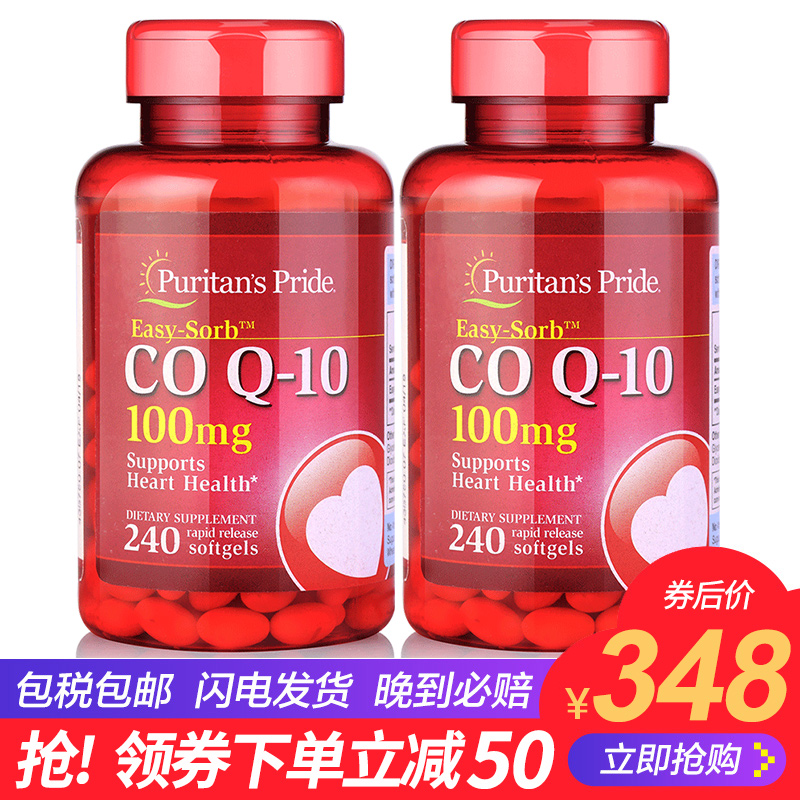 Puritan's Pride®
Easy-Sorb™
CO Q-10
100mg
Supports
Heart Health*
DIETARY SUPPLEMENT
240 rapid release
softgels
Puritan's Pride®
Easy-Sorb™
CO Q-10
100mg
Supports
Heart Health*
DIETARY SUPPLEMENT
240 rapid release
softgels
券后价
¥348
包税包邮 闪电发货 晚到必赔
抢! 领券下单立减50
立即抢购